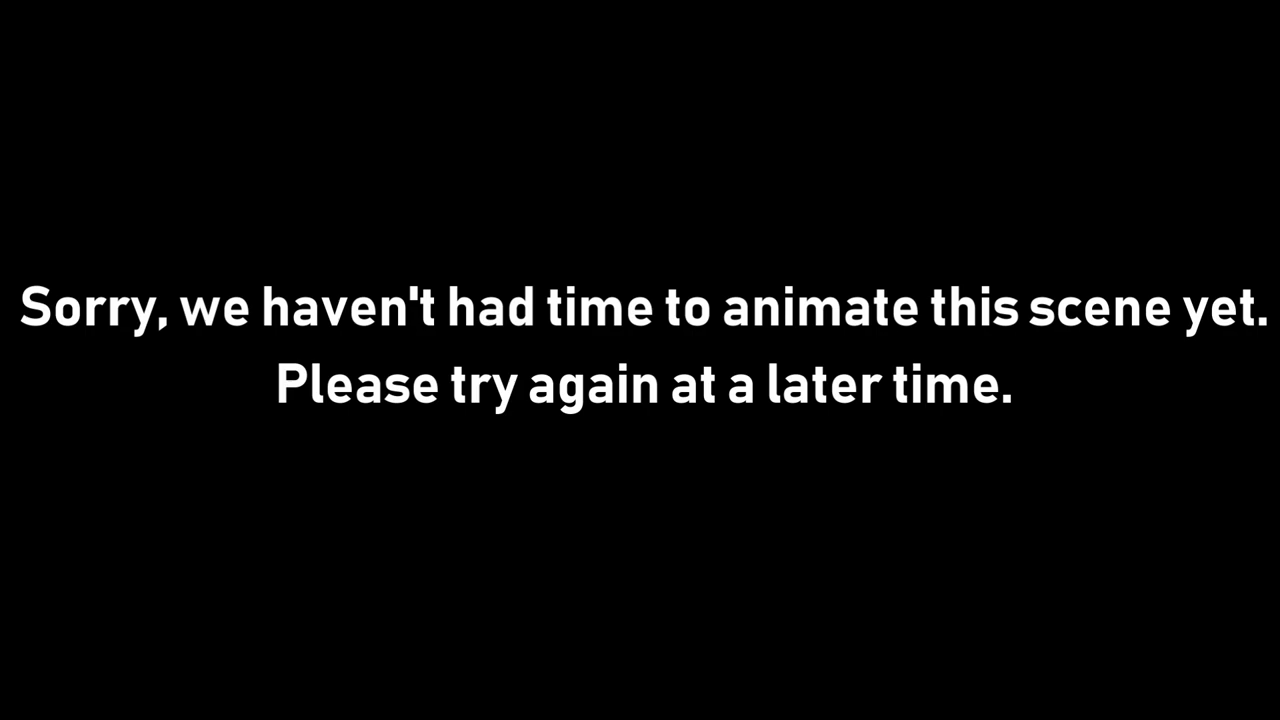 Sorry, we haven't had time to animate this scene yet.
Please try again at a later time.